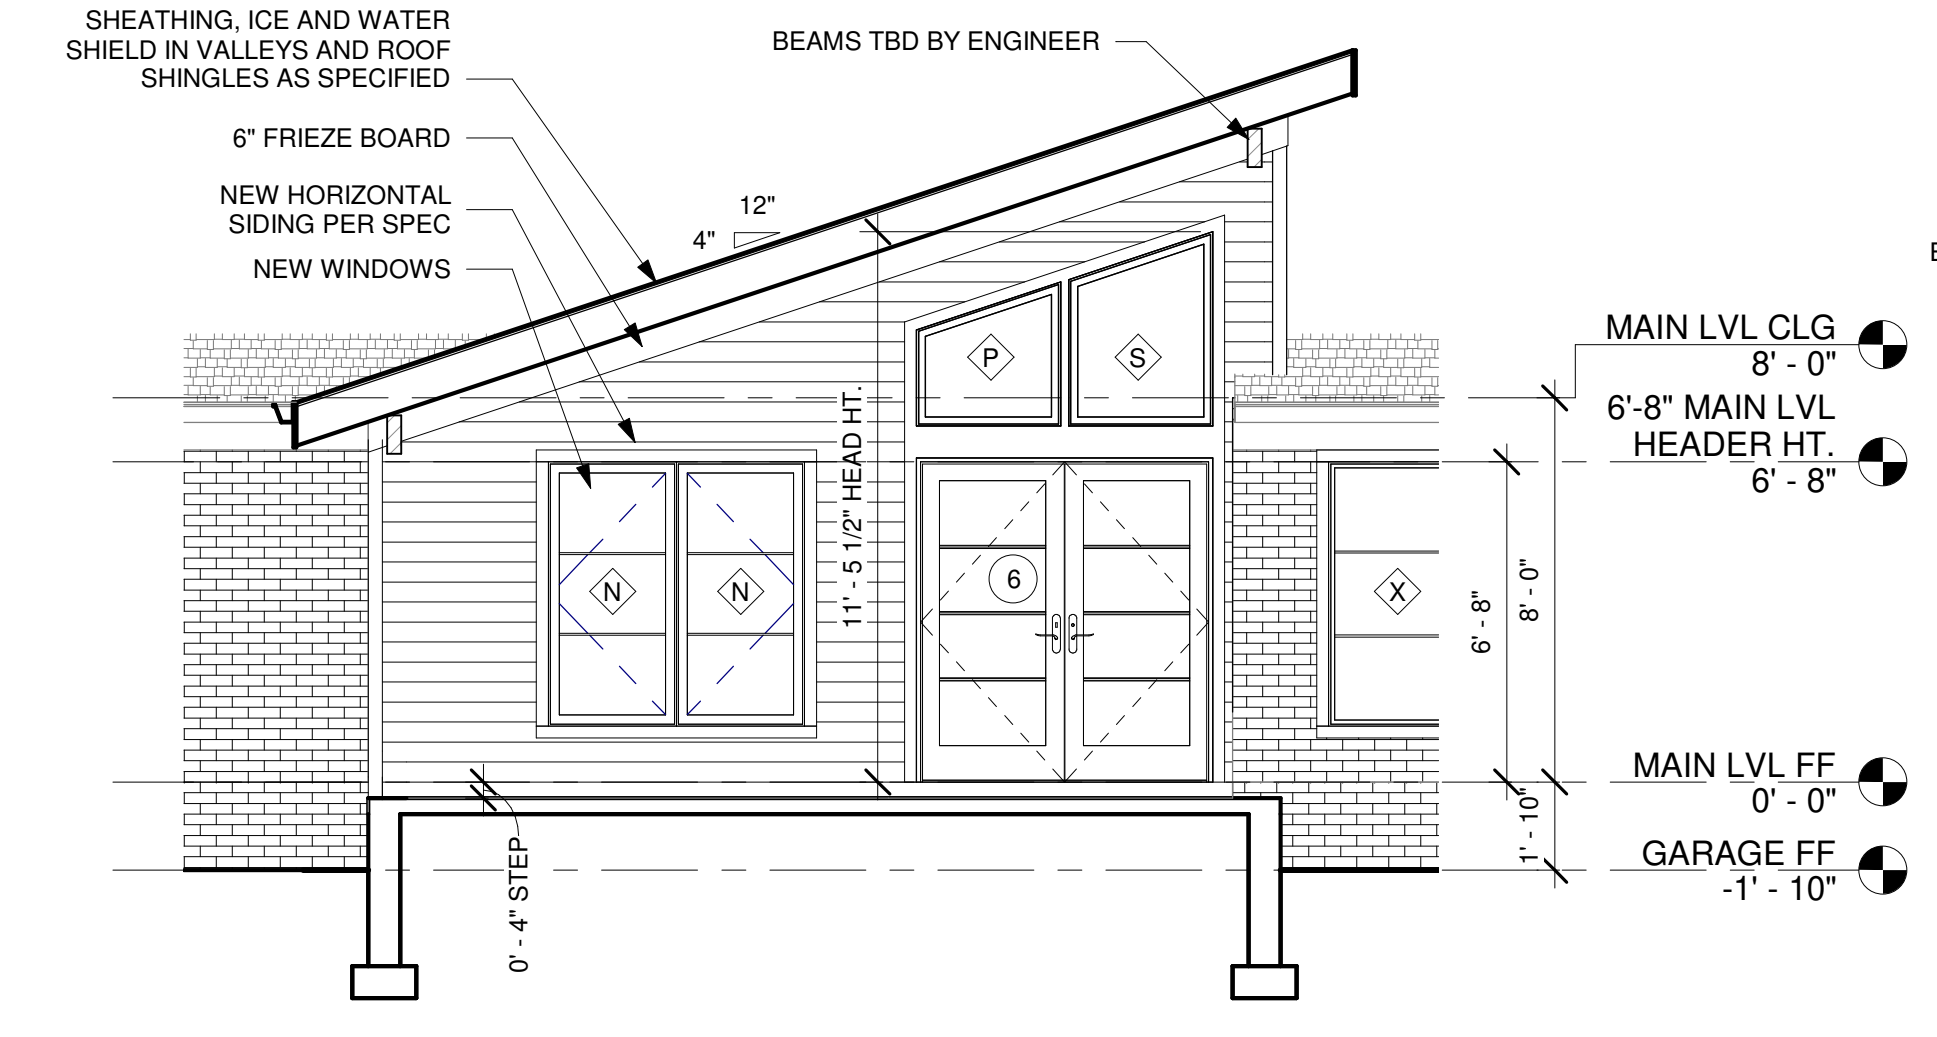 SHEATHING, ICE AND WATER
SHIELD IN VALLEYS AND ROOF
SHINGLES AS SPECIFIED
6" FRIEZE BOARD
NEW HORIZONTAL
SIDING PER SPEC
NEW WINDOWS
BEAMS TBD BY ENGINEER
12"
4"
P
S
N
N
6
X
11' - 5 1/2" HEAD HT.
0' - 4" STEP
6' - 8"
8' - 0"
1' - 10"
MAIN LVL CLG
8' - 0"
6'-8" MAIN LVL
HEADER HT.
6' - 8"
MAIN LVL FF
0' - 0"
GARAGE FF
-1' - 10"